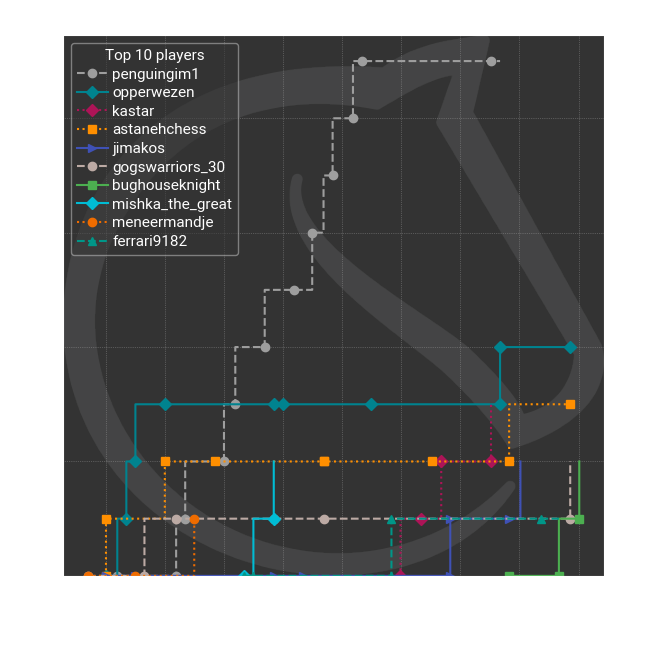 Top 10 players
penguingim1
opperwezen
kastar
astanehchess
jimakos
gogswarriors_30
bughouseknight
mishka_the_great
meneermandje
ferrari9182